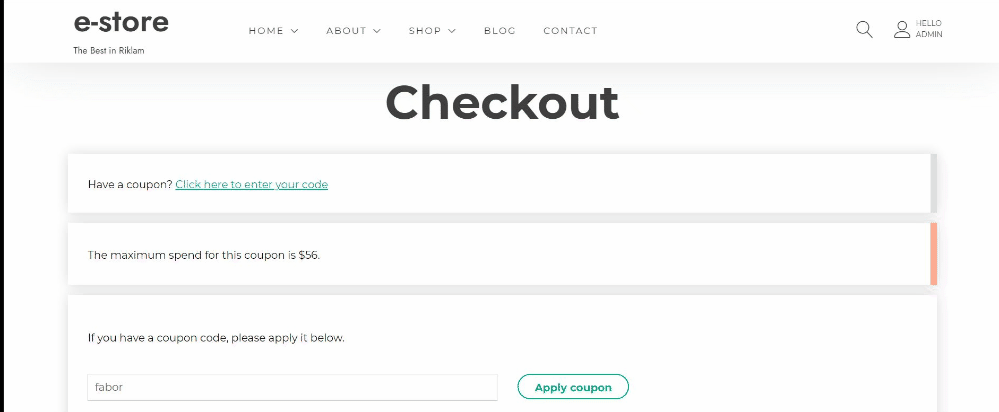 e-store
The Best in Riklam
HOME ABOUT SHOP BLOG CONTACT
HELLO
ADMIN
Checkout
Have a coupon? Click here to enter your code
The maximum spend for this coupon is $56.
If you have a coupon code, please apply it below.
fabor Apply coupon